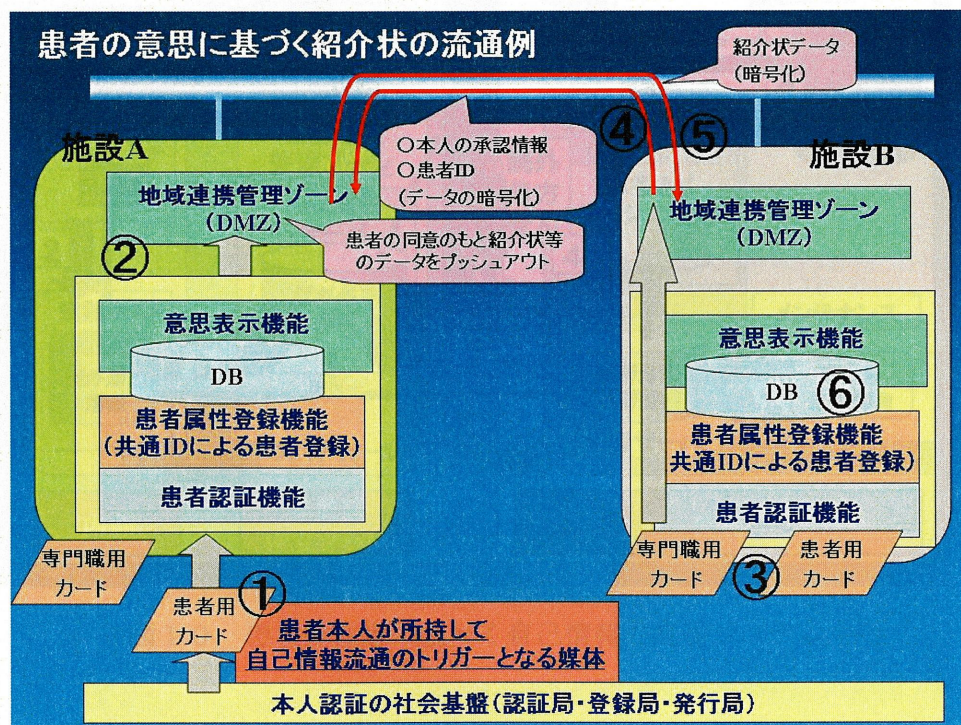 患者の意思に基づく紹介状の流通例
紹介状データ
(暗号化)
④
⑤
施設A
○本人の承認情報
○患者ID
(データの暗号化)
施設B
地域連携管理ゾーン
(DMZ)
地域連携管理ゾーン
(DMZ)
②
患者の同意のもと紹介状等
のデータをプッシュアウト
意思表示機能
DB
患者属性登録機能
(共通IDによる患者登録)
患者認証機能
意思表示機能
DB
⑥
患者属性登録機能
共通IDによる患者登録)
患者認証機能
専門職用
カード
①
患者用
カード
専門職用
カード
③
患者用
カード
患者本人が所持して
自己情報流通のトリガーとなる媒体
本人認証の社会基盤(認証局・登録局・発行局)